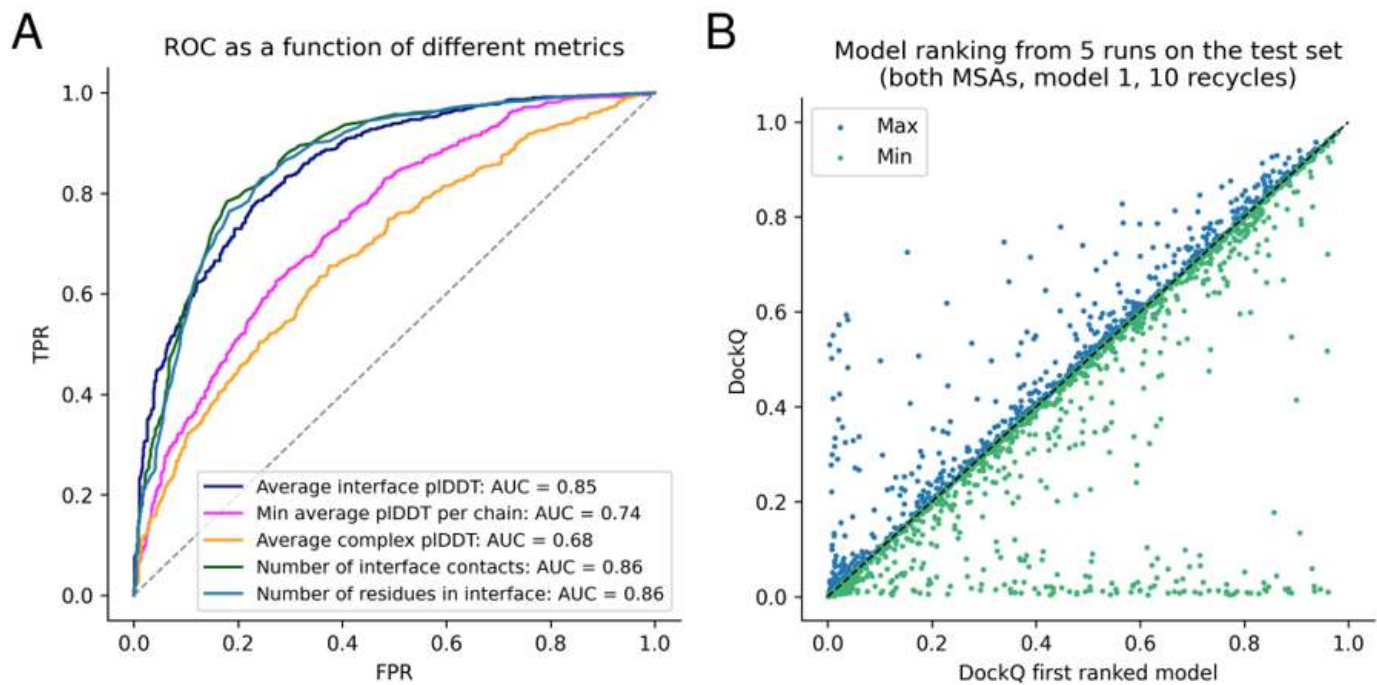 A
ROC as a function of different metrics
1.0
0.8
0.6
0.4
0.2
0.0
TPR
Average interface plDDT: AUC = 0.85
Min average plDDT per chain: AUC = 0.74
Average complex plDDT: AUC = 0.68
Number of interface contacts: AUC = 0.86
Number of residues in interface: AUC = 0.86
0.0 0.2 0.4 0.6 0.8 1.0
FPR
B
Model ranking from 5 runs on the test set
(both MSAs, model 1, 10 recycles)
1.0
0.8
0.6
0.4
0.2
0.0
DockQ
Max
Min
0.0 0.2 0.4 0.6 0.8 1.0
DockQ first ranked model